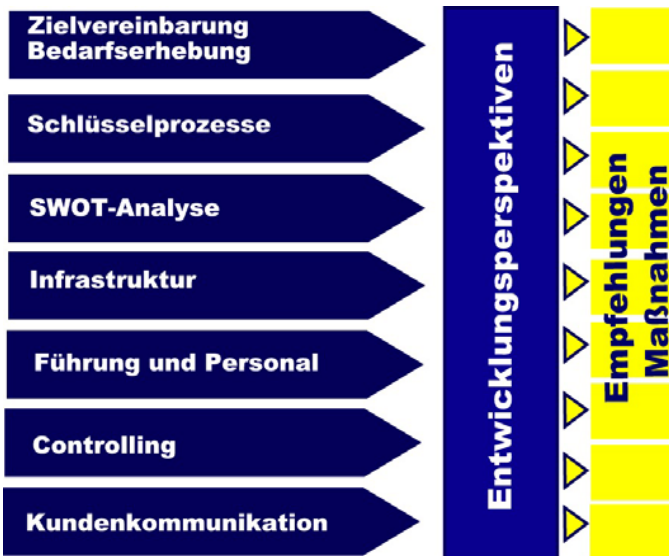 Zielvereinbarung
Bedarfserhebung
Schlüsselprozesse
SWOT-Analyse
Infrastruktur
Führung und Personal
Controlling
Kundenkommunikation
Entwicklungsperspektiven
Empfehlungen
Maßnahmen